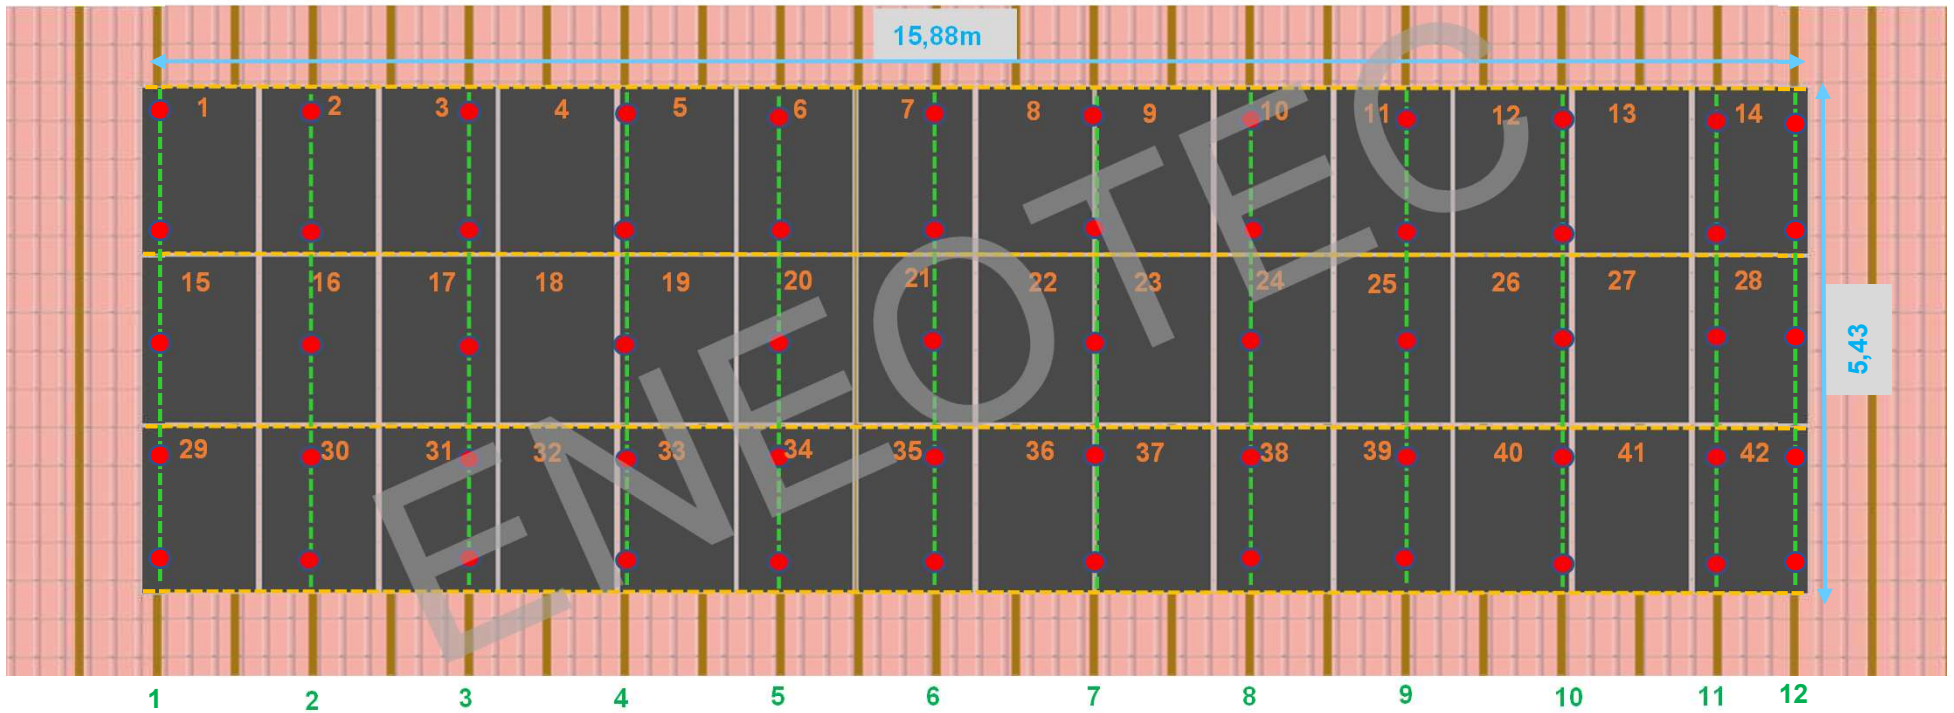 15,88m
1 2 3 4 5 6 7 8 9 10 11 12 13 14
15 16 17 18 19 20 21 22 23 24 25 26 27 28
5,43
29 30 31 32 33 34 35 36 37 38 39 40 41 42
ENEOTEC
1 2 3 4 5 6 7 8 9 10 11 12